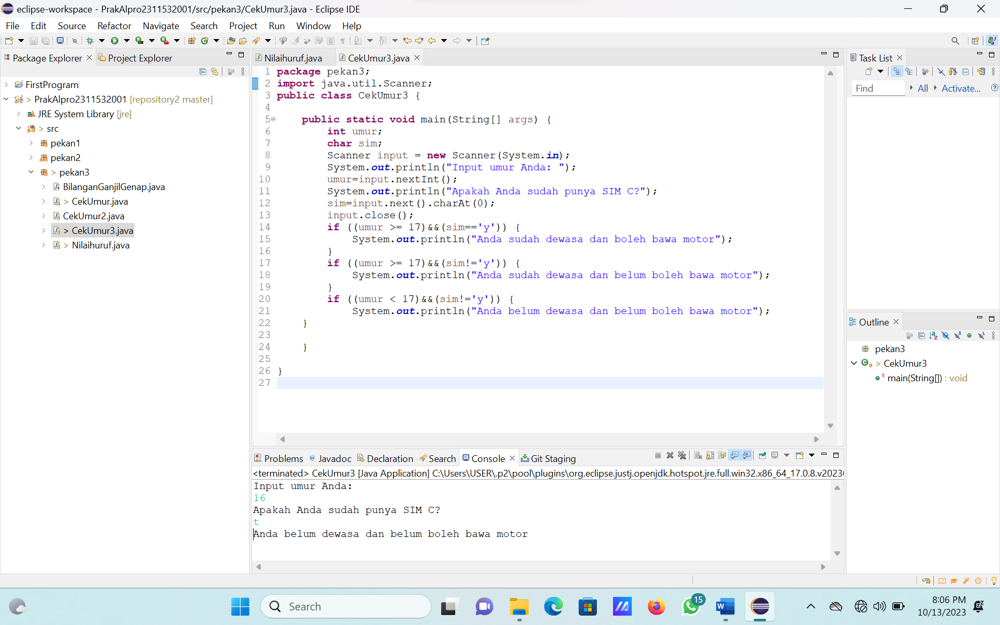 eclipse-workspace - PrakAlpro2311532001/src/pekan3/CekUmur3.java - Eclipse IDE
File Edit Source Refactor Navigate Search Project Run Window Help
Package Explorer Project Explorer
FirstProgram
> PrakAlpro2311532001 [repository2 master]
JRE System Library [jre]
> src
pekan1
pekan2
> pekan3
BilanganGanjilGenap.java
> CekUmur.java
CekUmur2.java
> CekUmur3.java
> Nilaihuruf.java
Nilaihuruf.java CekUmur3.java
1 package pekan3;
2 import java.util.Scanner;
3 public class CekUmur3 {
4
5 public static void main(String[] args) {
6 int umur;
7 char sim;
8 Scanner input = new Scanner(System.in);
9 System.out.println("Input umur Anda: ");
10 umur=input.nextInt();
11 System.out.println("Apakah Anda sudah punya SIM C?");
12 sim=input.next().charAt(0);
13 input.close();
14 if ((umur >= 17)&&(sim=='y')) {
15 System.out.println("Anda sudah dewasa dan boleh bawa motor");
16 }
17 if ((umur >= 17)&&(sim!='y')) {
18 System.out.println("Anda sudah dewasa dan belum boleh bawa motor");
19 }
20 if ((umur < 17)&&(sim!='y')) {
21 System.out.println("Anda belum dewasa dan belum boleh bawa motor");
22 }
23
24 }
25
26 }
27
Task List
Find All Activate...
Outline
pekan3
> CekUmur3
main(String[]) : void
Problems Javadoc Declaration Search Console Git Staging
<terminated> CekUmur3 [Java Application] C:\Users\USER\.p2\pool\plugins\org.eclipse.justj.openjdk.hotspot.jre.full.win32.x86_64_17.0.8.v2023
Input umur Anda:
16
Apakah Anda sudah punya SIM C?
t
Anda belum dewasa dan belum boleh bawa motor
Search
15
8:06 PM
10/13/2023